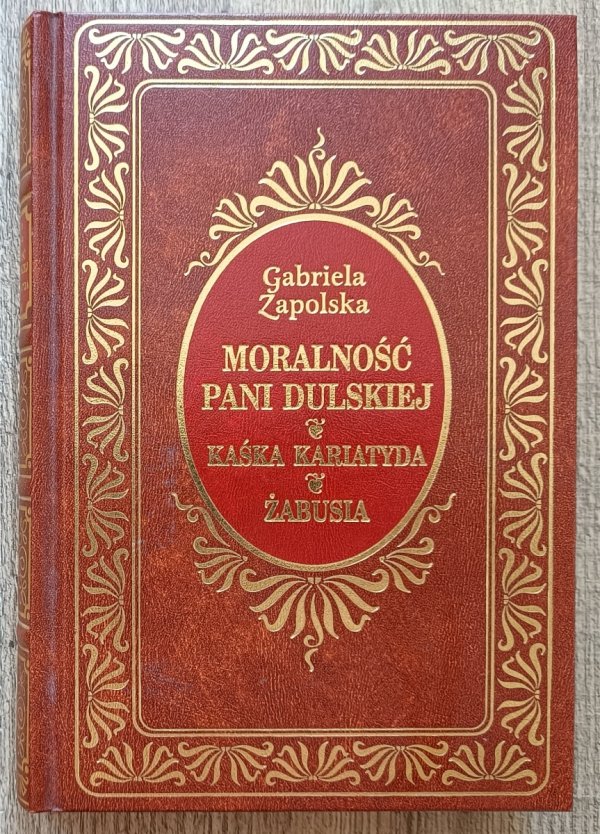 Gabriela
Zapolska
MORALNOŚĆ
PANI DULSKIEJ
KAŚKA KARIATYDA
ŻABUSIA